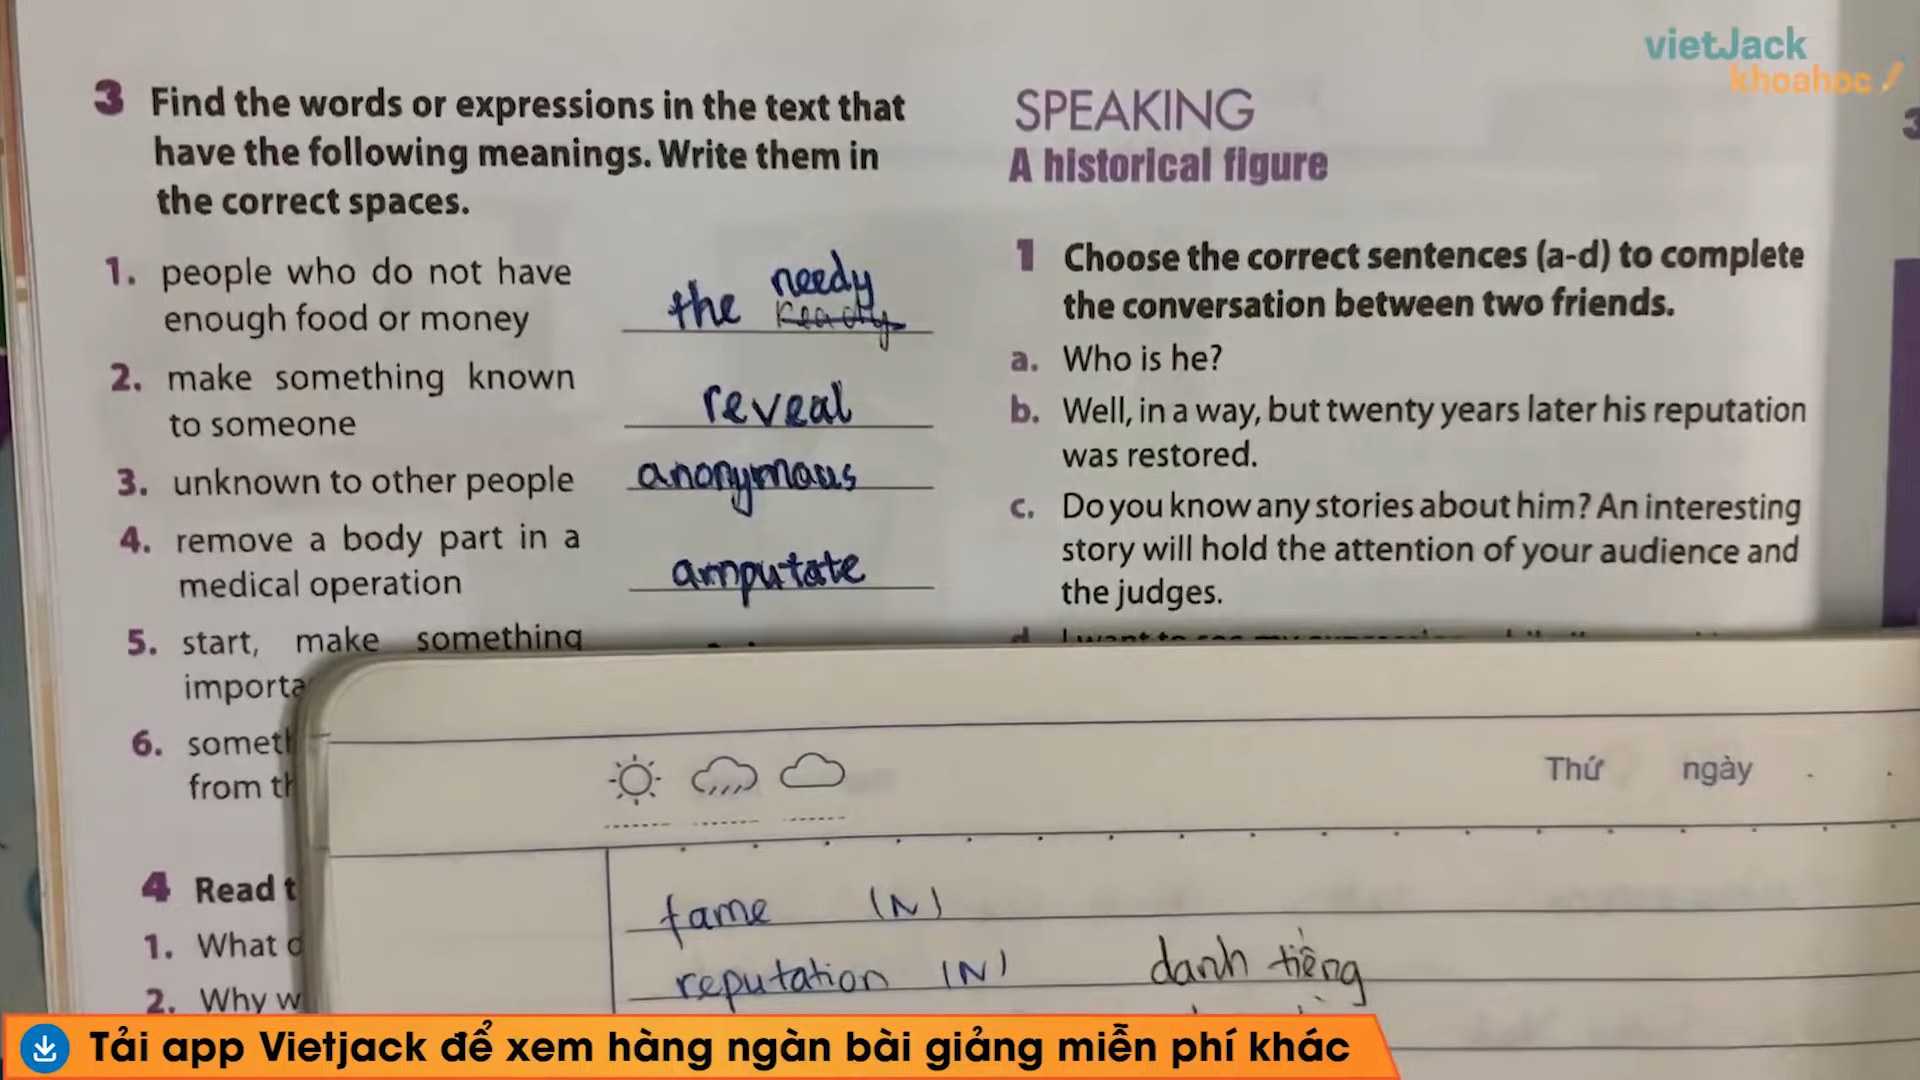 vietJack
khoahoc
3 Find the words or expressions in the text that
have the following meanings. Write them in
the correct spaces.
1. people who do not have
enough food or money
the needy
2. make something known
to someone
reveal
3. unknown to other people
anonymous
4. remove a body part in a
medical operation
amputate
5. start, make something
importa
6. someth
from th
4 Read t
1. What
2. Why w
SPEAKING
A historical figure
1 Choose the correct sentences (a-d) to complete
the conversation between two friends.
a. Who is he?
b. Well, in a way, but twenty years later his reputation
was restored.
c. Do you know any stories about him? An interesting
story will hold the attention of your audience and
the judges.
3
Thứ ngày
fame (N)
reputation (N) danh tiếng
Tải app Vietjack để xem hàng ngàn bài giảng miễn phí khác